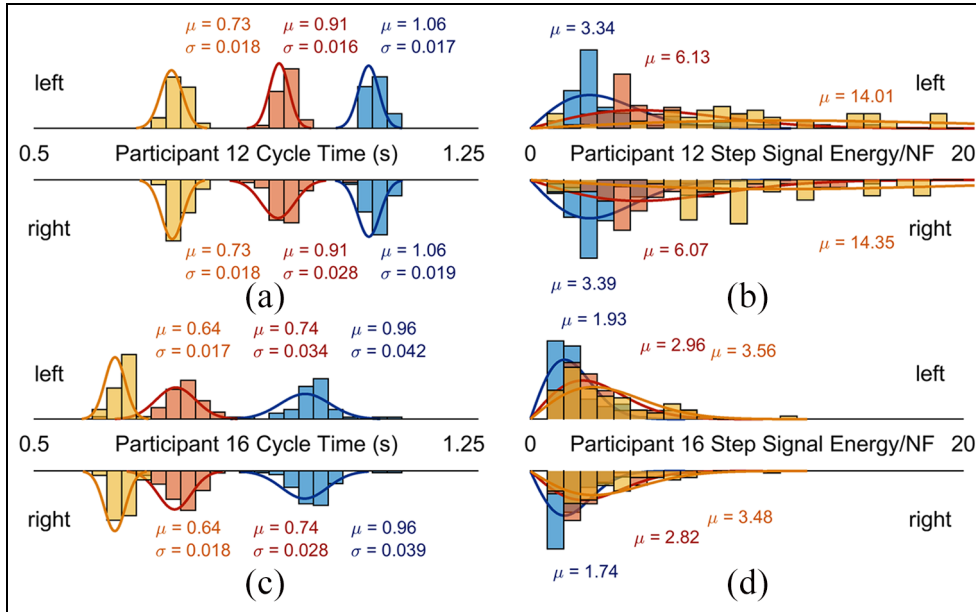 μ = 0.73 μ = 0.91 μ = 1.06
σ = 0.018 σ = 0.016 σ = 0.017
left
0.5 Participant 12 Cycle Time (s) 1.25
right
μ = 0.73 μ = 0.91 μ = 1.06
σ = 0.018 σ = 0.028 σ = 0.019
(a)
μ = 3.34
μ = 6.13
μ = 14.01
left
0 Participant 12 Step Signal Energy/NF 20
right
μ = 6.07
μ = 14.35
μ = 3.39
(b)
μ = 0.64 μ = 0.74 μ = 0.96
σ = 0.017 σ = 0.034 σ = 0.042
left
0.5 Participant 16 Cycle Time (s) 1.25
right
μ = 0.64 μ = 0.74 μ = 0.96
σ = 0.018 σ = 0.028 σ = 0.039
(c)
μ = 1.93
μ = 2.96 μ = 3.56
left
0 Participant 16 Step Signal Energy/NF 20
right
μ = 3.48
μ = 2.82
μ = 1.74
(d)